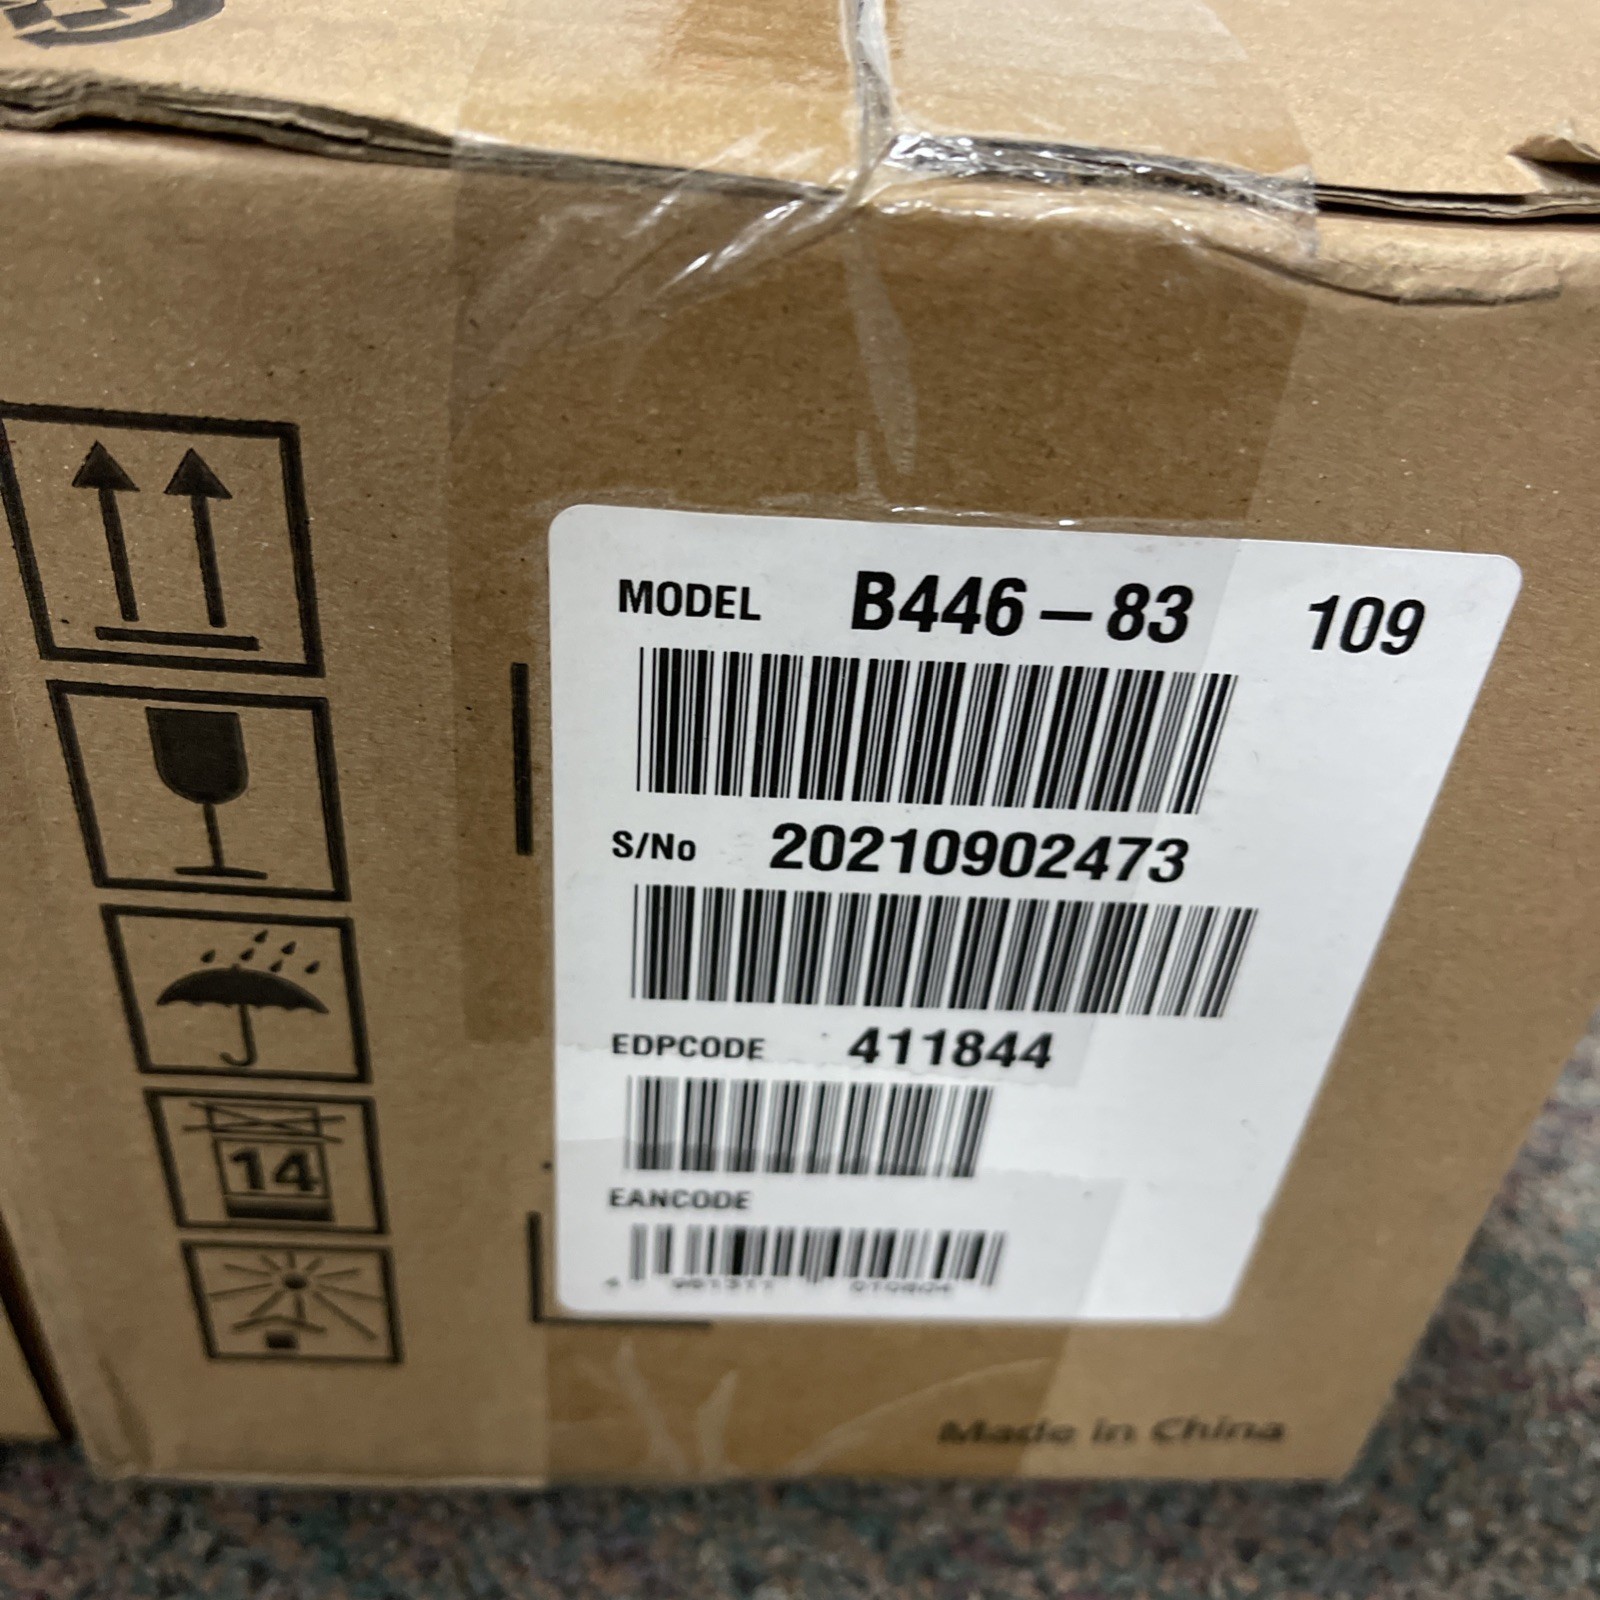 MODEL B446-83 109
S/No 20210902473
EDPCODE 411844
14
EANCODE
Made in China